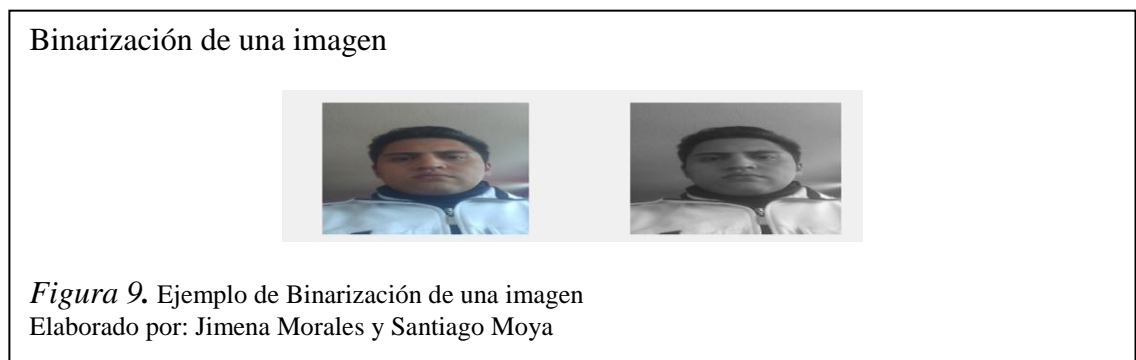 Binarización de una imagen
Figura 9. Ejemplo de Binarización de una imagen
Elaborado por: Jimena Morales y Santiago Moya